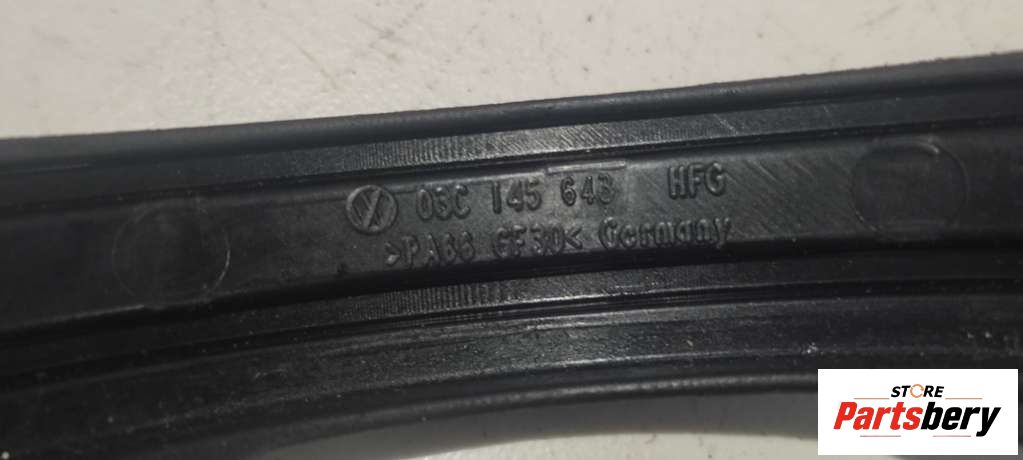 03C 145 643 HFG
>PA66 GF30< Germany
STORE
Partsbery